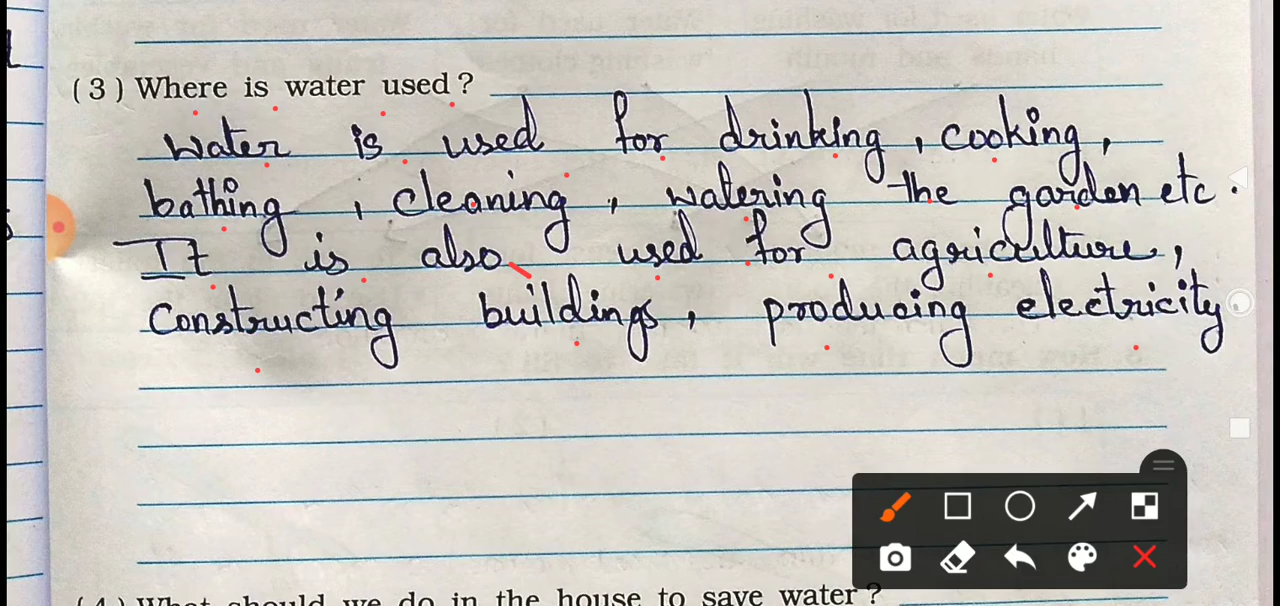 ( 3 ) Where is water used ?
Water is used for drinking, cooking,
bathing, cleaning, watering the garden etc.
It is also used for agriculture,
Constructing buildings, producing electricity
( 4 ) What should we do in the house to save water ?